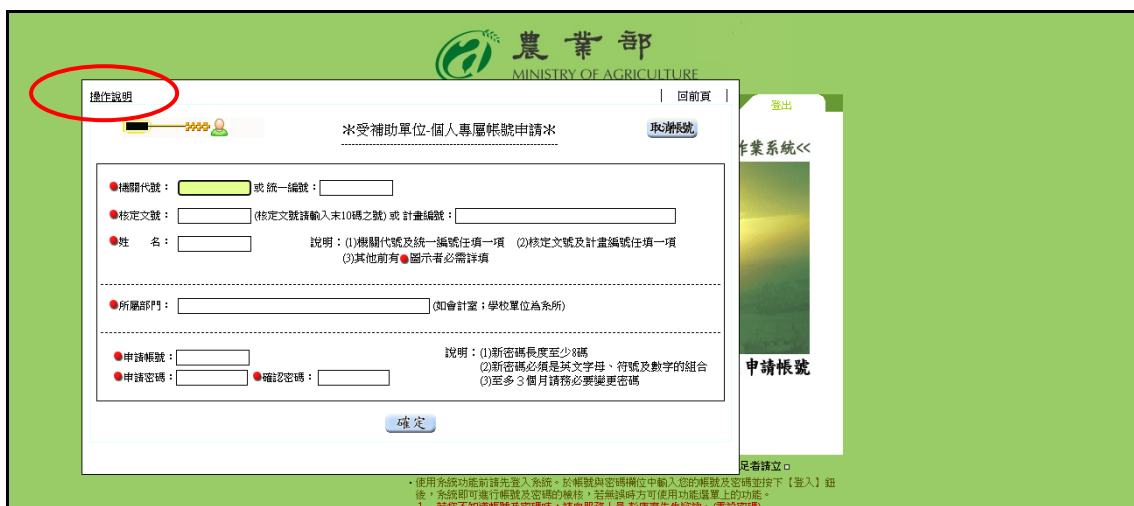 農業部
MINISTRY OF AGRICULTURE
操作說明
| 回前頁 |
登出
*受補助單位-個人專屬帳號申請*
取消帳號
作業系統<<
機關代號： 或 統一編號：
核定文號： (核定文號請輸入末10碼之號) 或 計畫編號：
姓 名： 說明：(1)機關代號及統一編號任填一項 (2)核定文號及計畫編號任填一項
(3)其他前有●圖示者必需詳填
所屬部門： (如會計室；學校單位為系所)
申請帳號： 說明：(1)新密碼長度至少8碼
(2)新密碼必須是英文字母、符號及數字的組合
申請密碼： 確認密碼： (3)至多３個月請務必要變更密碼
申請帳號
確定
足者請立。
・使用系統功能前請先登入系統。於帳號與密碼欄位中輸入您的帳號及密碼並按下【登入】鈕
後，系統即可進行帳號及密碼的檢核，若無誤時方可使用功能選單上的功能。